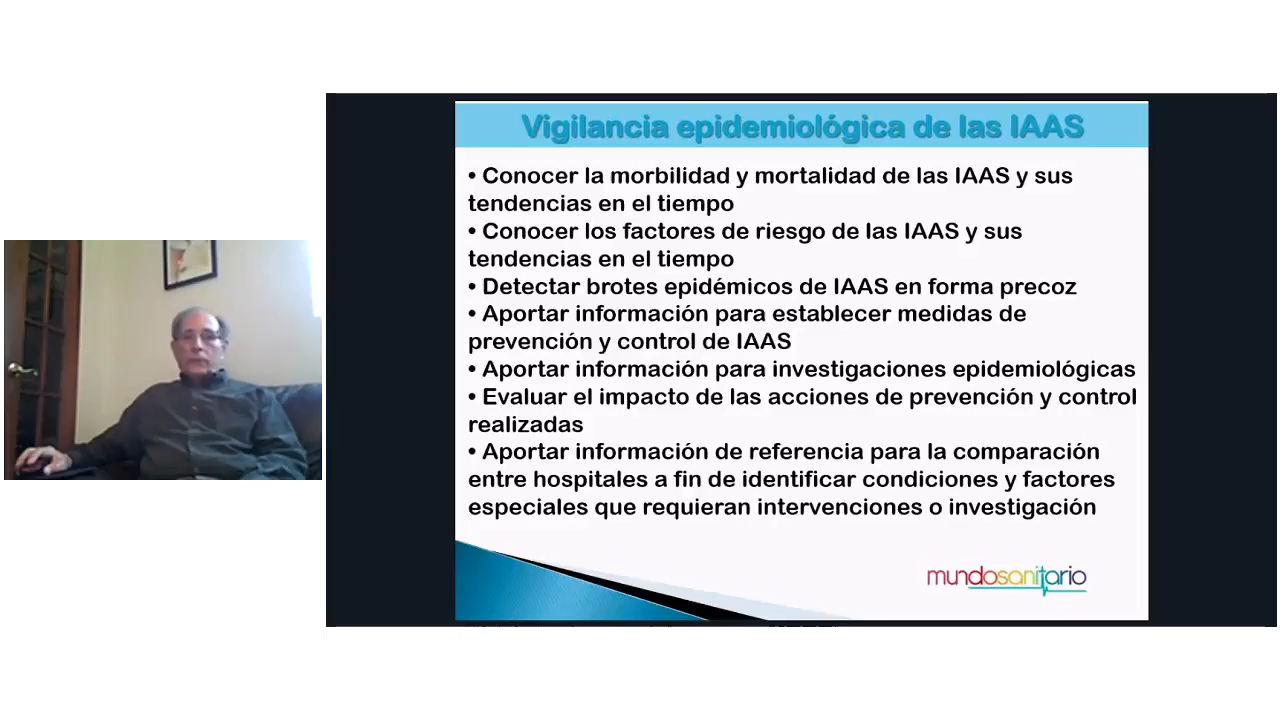 Vigilancia epidemiológica de las IAAS
• Conocer la morbilidad y mortalidad de las IAAS y sus
tendencias en el tiempo
• Conocer los factores de riesgo de las IAAS y sus
tendencias en el tiempo
• Detectar brotes epidémicos de IAAS en forma precoz
• Aportar información para establecer medidas de
prevención y control de IAAS
• Aportar información para investigaciones epidemiológicas
• Evaluar el impacto de las acciones de prevención y control
realizadas
• Aportar información de referencia para la comparación
entre hospitales a fin de identificar condiciones y factores
especiales que requieran intervenciones o investigación
mundosanitario